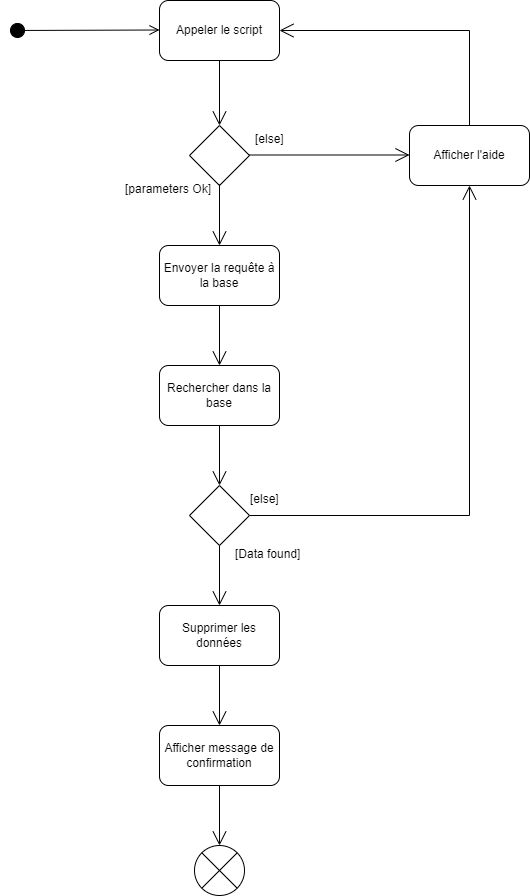 Appeler le script
[else]
Afficher l'aide
[parameters Ok]
Envoyer la requête à
la base
Rechercher dans la
base
[else]
[Data found]
Supprimer les
données
Afficher message de
confirmation